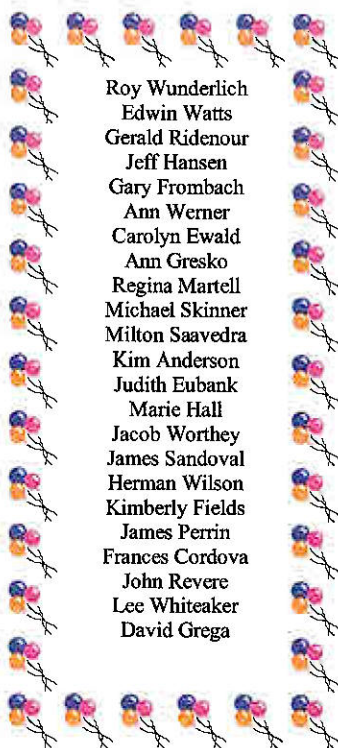 Roy Wunderlich
Edwin Watts
Gerald Ridenour
Jeff Hansen
Gary Frombach
Ann Werner
Carolyn Ewald
Ann Gresko
Regina Martell
Michael Skinner
Milton Saavedra
Kim Anderson
Judith Eubank
Marie Hall
Jacob Worthey
James Sandoval
Herman Wilson
Kimberly Fields
James Perrin
Frances Cordova
John Revere
Lee Whiteaker
David Grega